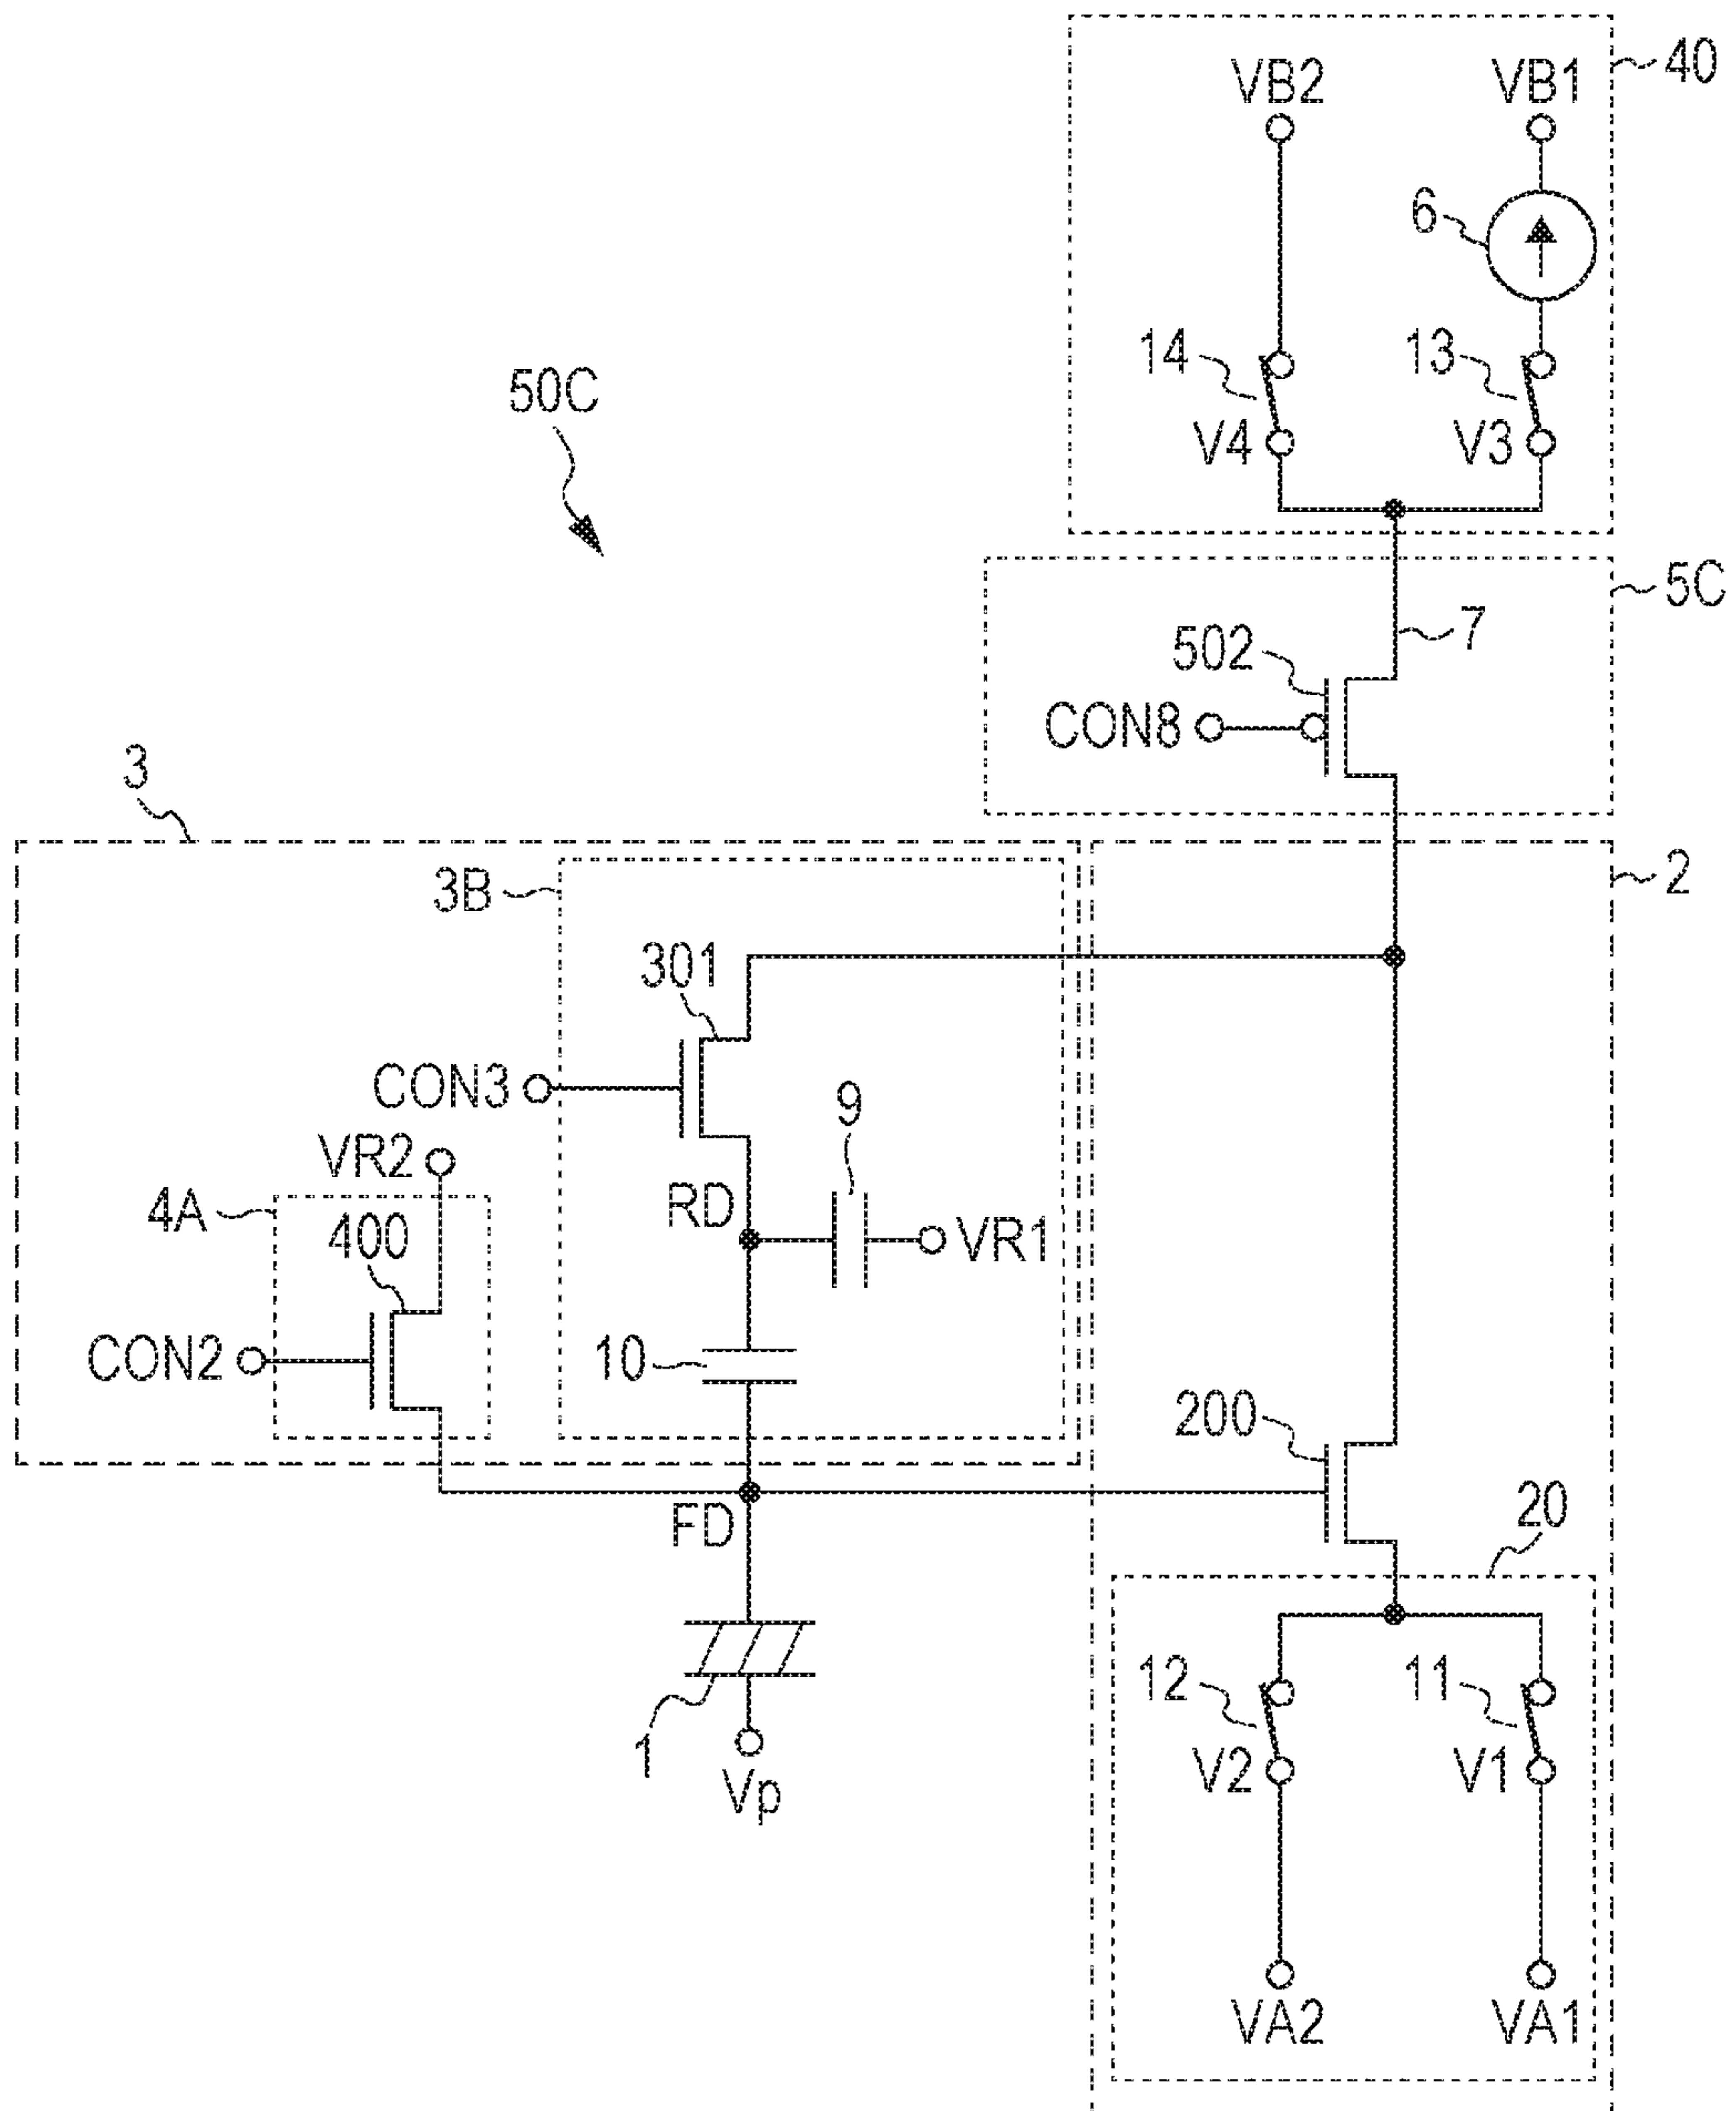 40
VB2 VB1
6
14 13
V4 V3
50C
5C
7
502
CON8
3
3B
2
301
CON3
9
VR2
4A
400
RD
VR1
CON2
10
200
FD
20
1
Vp
12 11
V2 V1
VA2 VA1